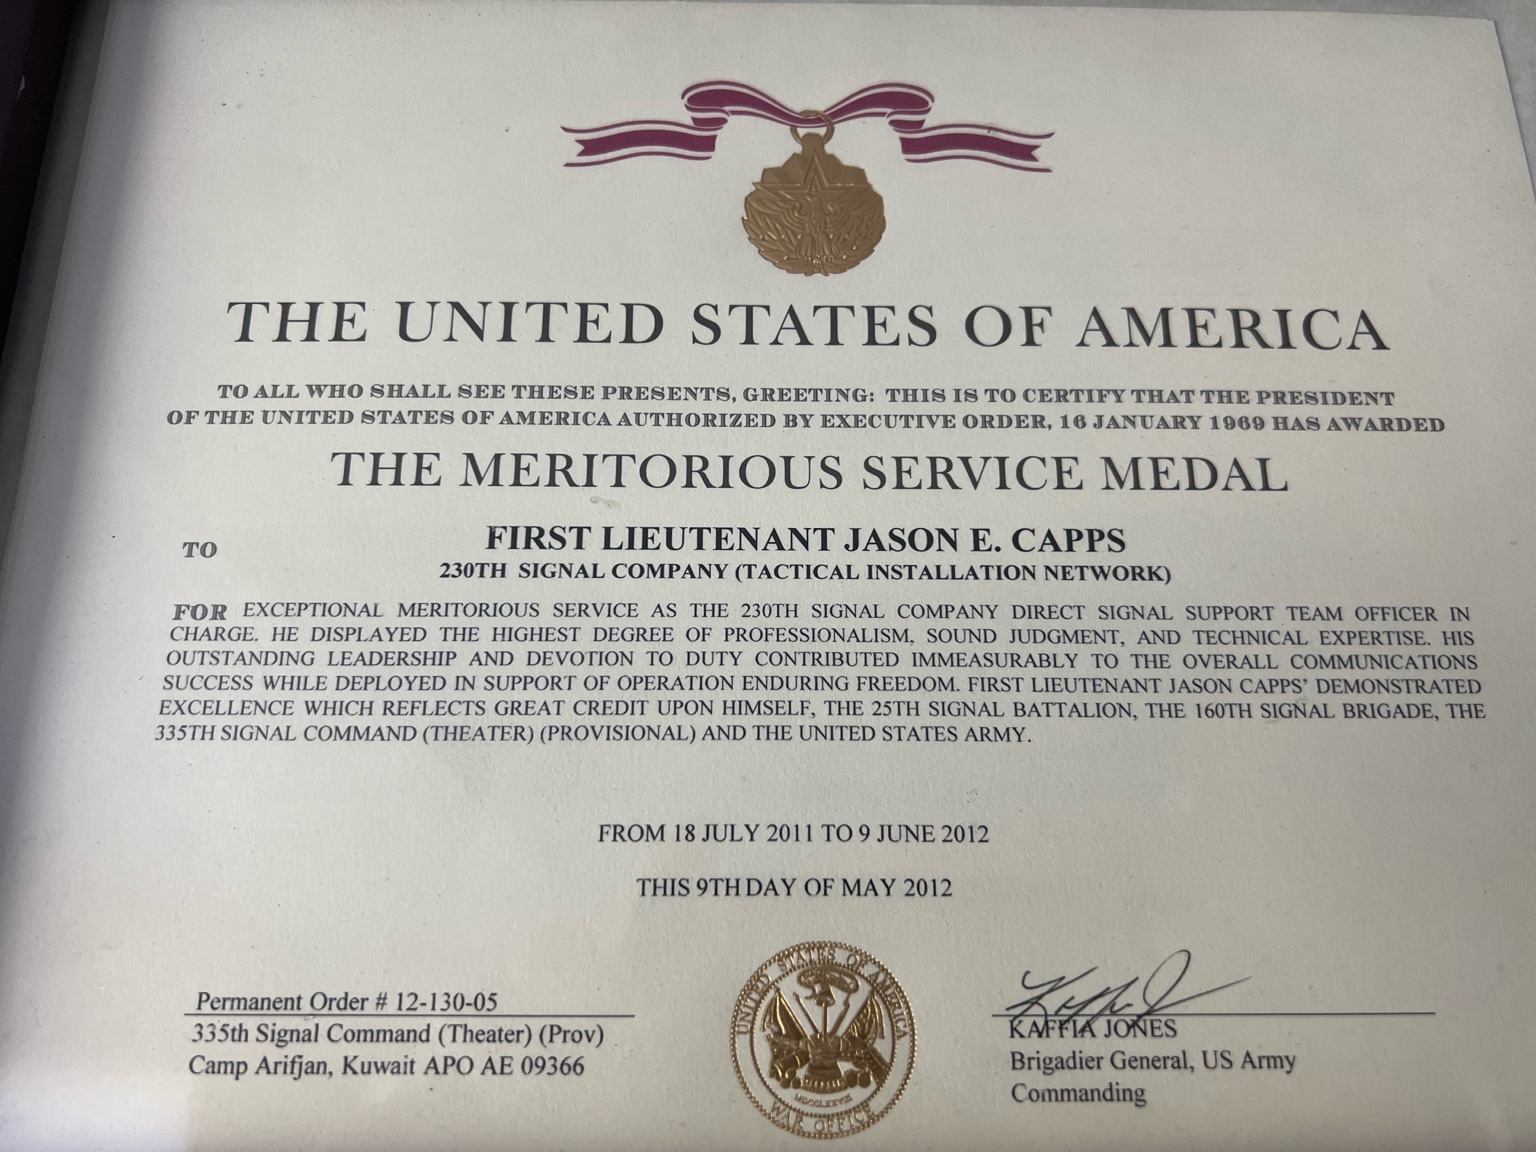 THE UNITED STATES OF AMERICA
TO ALL WHO SHALL SEE THESE PRESENTS, GREETING: THIS IS TO CERTIFY THAT THE PRESIDENT
OF THE UNITED STATES OF AMERICA AUTHORIZED BY EXECUTIVE ORDER, 16 JANUARY 1969 HAS AWARDED
THE MERITORIOUS SERVICE MEDAL
TO FIRST LIEUTENANT JASON E. CAPPS
230TH SIGNAL COMPANY (TACTICAL INSTALLATION NETWORK)
FOR EXCEPTIONAL MERITORIOUS SERVICE AS THE 230TH SIGNAL COMPANY DIRECT SIGNAL SUPPORT TEAM OFFICER IN
CHARGE. HE DISPLAYED THE HIGHEST DEGREE OF PROFESSIONALISM, SOUND JUDGMENT, AND TECHNICAL EXPERTISE. HIS
OUTSTANDING LEADERSHIP AND DEVOTION TO DUTY CONTRIBUTED IMMEASURABLY TO THE OVERALL COMMUNICATIONS
SUCCESS WHILE DEPLOYED IN SUPPORT OF OPERATION ENDURING FREEDOM. FIRST LIEUTENANT JASON CAPPS' DEMONSTRATED
EXCELLENCE WHICH REFLECTS GREAT CREDIT UPON HIMSELF, THE 25TH SIGNAL BATTALION, THE 160TH SIGNAL BRIGADE, THE
335TH SIGNAL COMMAND (THEATER) (PROVISIONAL) AND THE UNITED STATES ARMY.
FROM 18 JULY 2011 TO 9 JUNE 2012
THIS 9TH DAY OF MAY 2012
Permanent Order # 12-130-05
335th Signal Command (Theater) (Prov)
Camp Arifjan, Kuwait APO AE 09366
UNITED STATES OF AMERICA
MDCCLXXVIII
WAR OFFICE
KAFFIA JONES
Brigadier General, US Army
Commanding